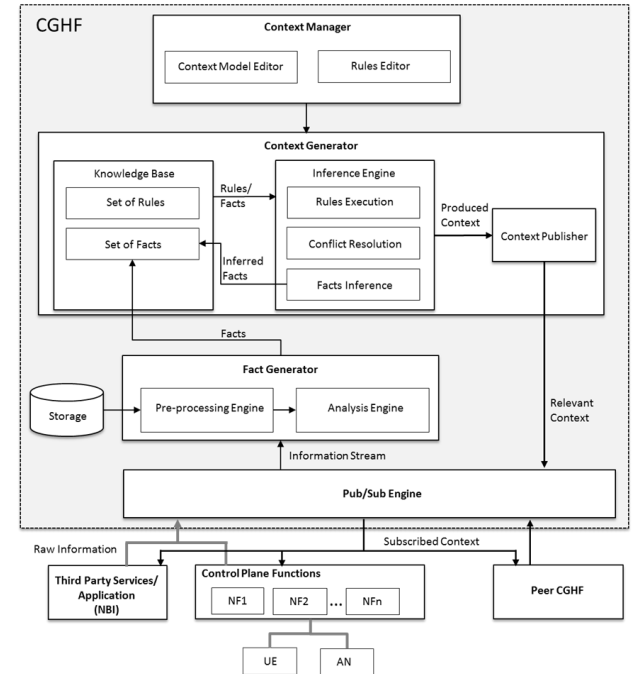 CGHF
Context Manager
Context Model Editor
Rules Editor
Context Generator
Knowledge Base
Set of Rules
Set of Facts
Rules/
Facts
Inferred
Facts
Inference Engine
Rules Execution
Conflict Resolution
Facts Inference
Produced
Context
Context Publisher
Facts
Fact Generator
Storage
Pre-processing Engine
Analysis Engine
Relevant
Context
Information Stream
Pub/Sub Engine
Raw Information
Subscribed Context
Third Party Services/
Application
(NBI)
Control Plane Functions
NF1
NF2
...
NFn
Peer CGHF
UE
AN